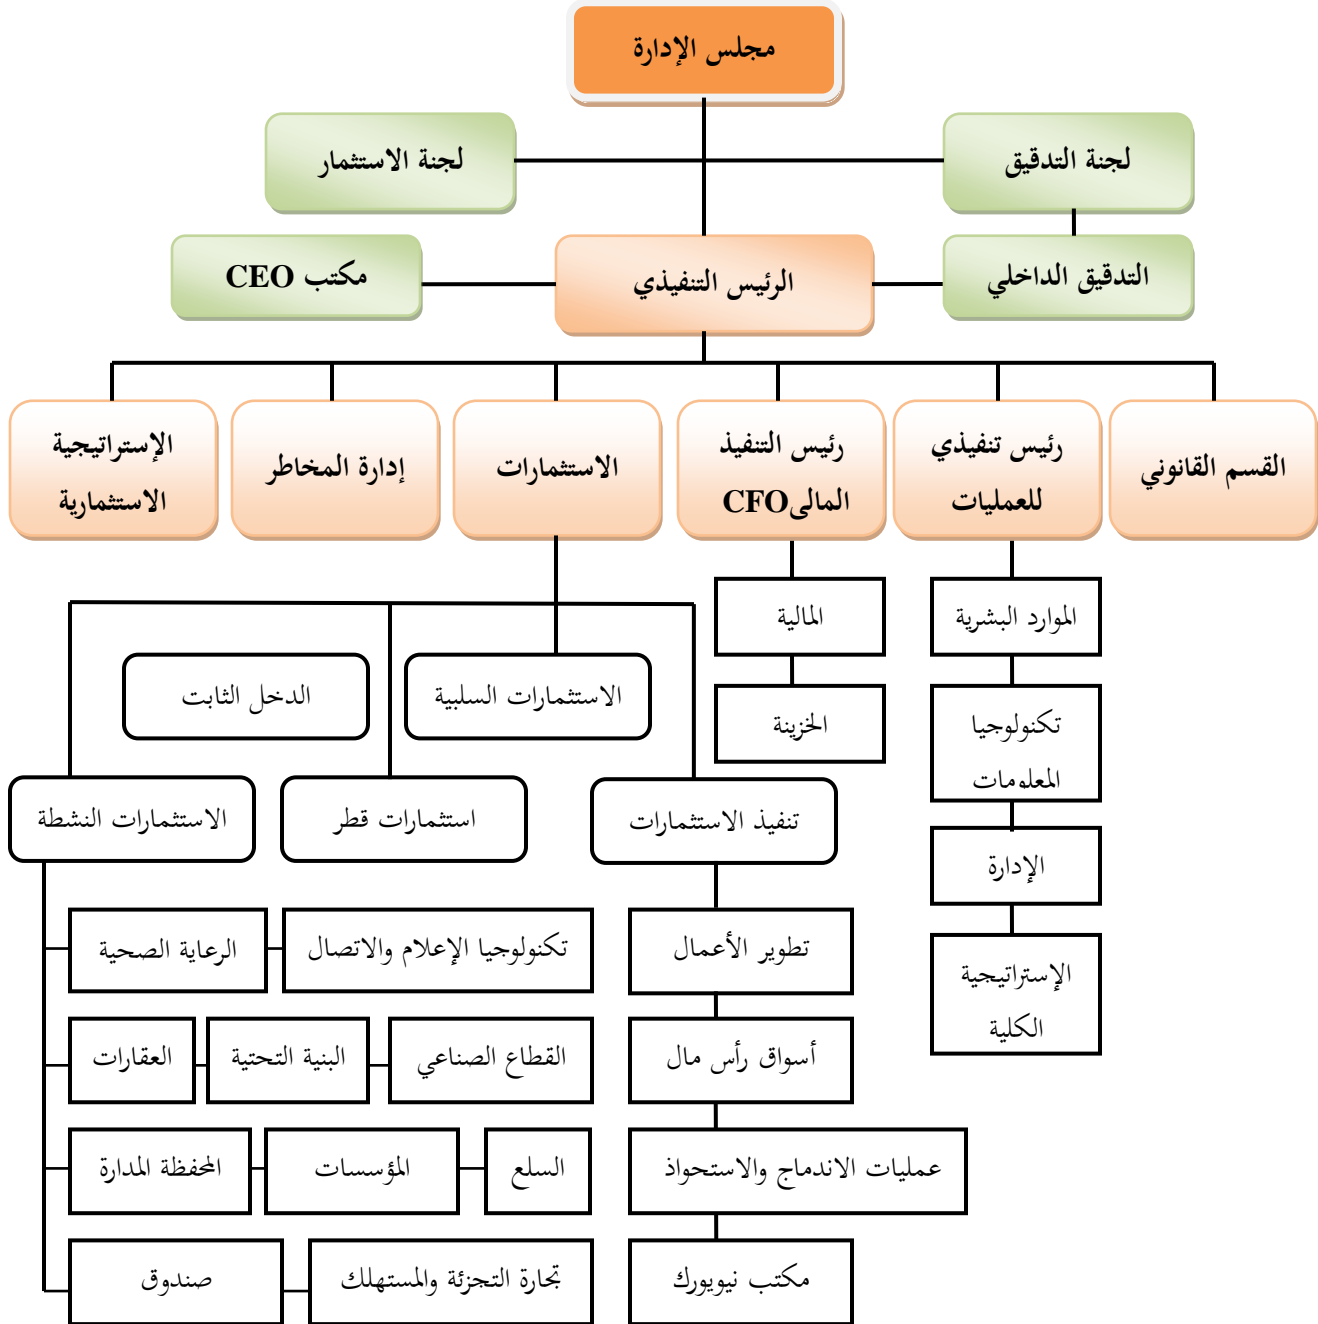 مجلس الإدارة
لجنة التدقيق
لجنة الاستثمار
التدقيق الداخلي
الرئيس التنفيذي
مكتب CEO
القسم القانوني
رئيس تنفيذي
للعمليات
رئيس التنفيذ
المالىCFO
الاستثمارات
إدارة المخاطر
الإستراتيجية
الاستثمارية
الموارد البشرية
تكنولوجيا
المعلومات
الإدارة
الإستراتيجية
الكلية
المالية
الخزينة
الاستثمارات السلبية
الدخل الثابت
تنفيذ الاستثمارات
استثمارات قطر
الاستثمارات النشطة
تطوير الأعمال
أسواق رأس مال
عمليات الاندماج والاستحواذ
مكتب نيويورك
تكنولوجيا الإعلام والاتصال
الرعاية الصحية
القطاع الصناعي
البنية التحتية
العقارات
السلع
المؤسسات
المحفظة المدارة
تجارة التجزئة والمستهلك
صندوق